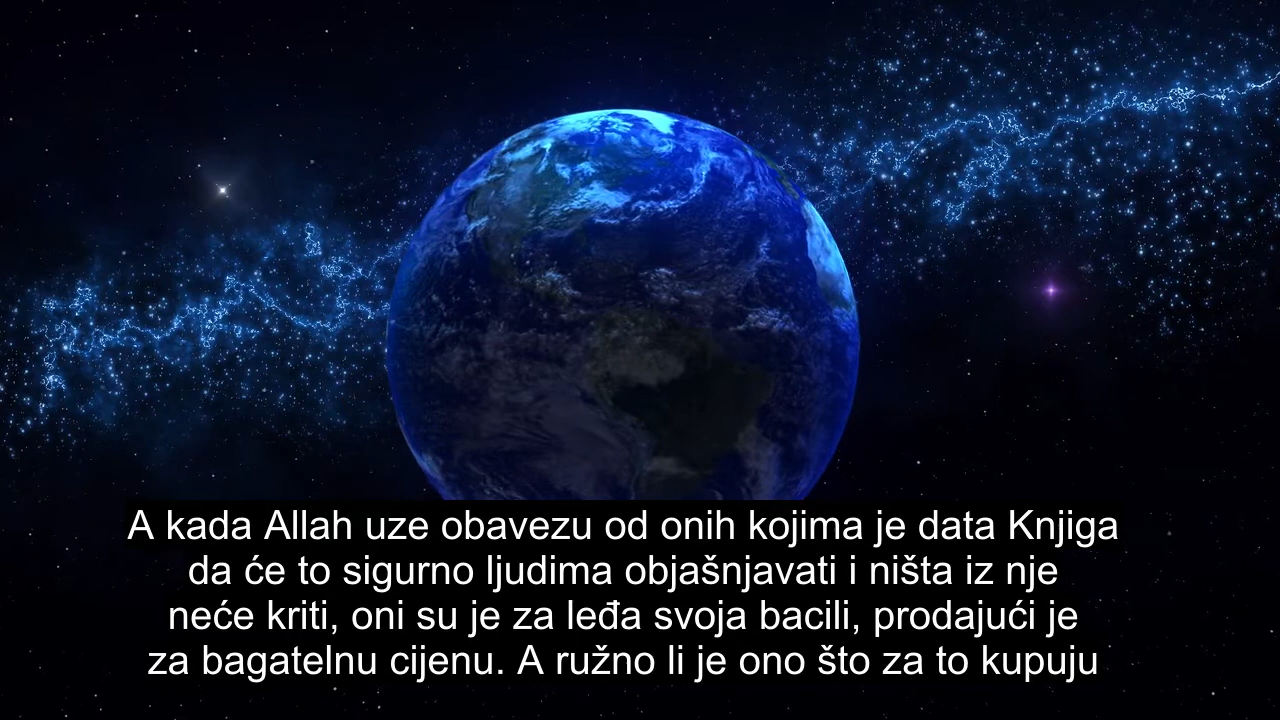 A kada Allah uze obavezu od onih kojima je data Knjiga
da će to sigurno ljudima objašnjavati i ništa iz nje
neće kriti, oni su je za leđa svoja bacili, prodajući je
za bagatelnu cijenu. A ružno li je ono što za to kupuju